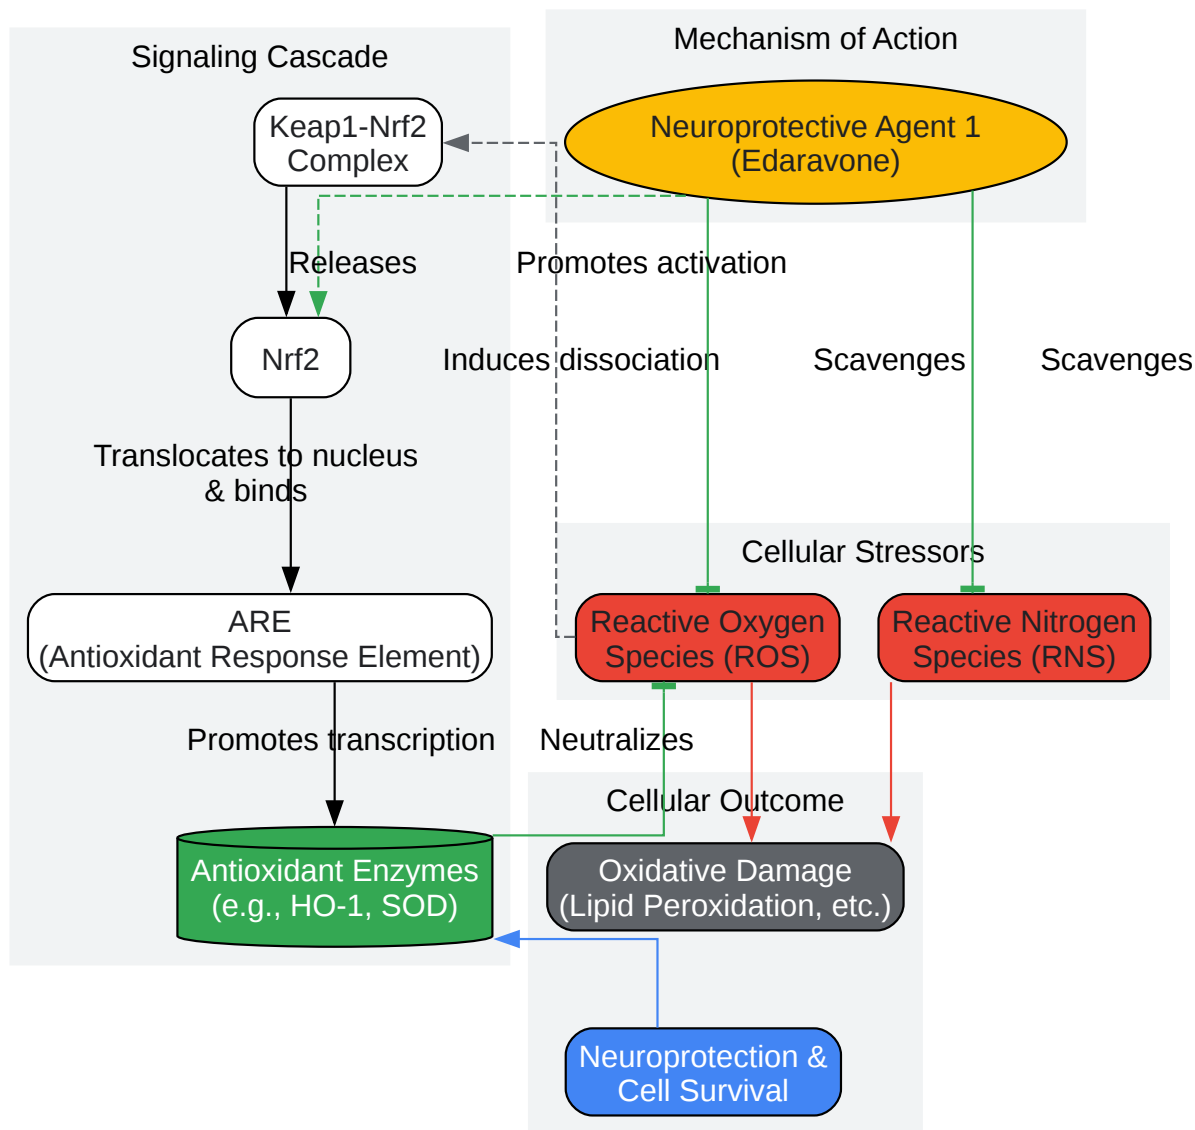 Signaling Cascade
Mechanism of Action
Keap1-Nrf2
Complex
Neuroprotective Agent 1
(Edaravone)
Releases
Promotes activation
Nrf2
Induces dissociation
Scavenges
Scavenges
Translocates to nucleus
& binds
Cellular Stressors
ARE
(Antioxidant Response Element)
Reactive Oxygen
Species (ROS)
Reactive Nitrogen
Species (RNS)
Promotes transcription
Neutralizes
Cellular Outcome
Antioxidant Enzymes
(e.g., HO-1, SOD)
Oxidative Damage
(Lipid Peroxidation, etc.)
Neuroprotection &
Cell Survival